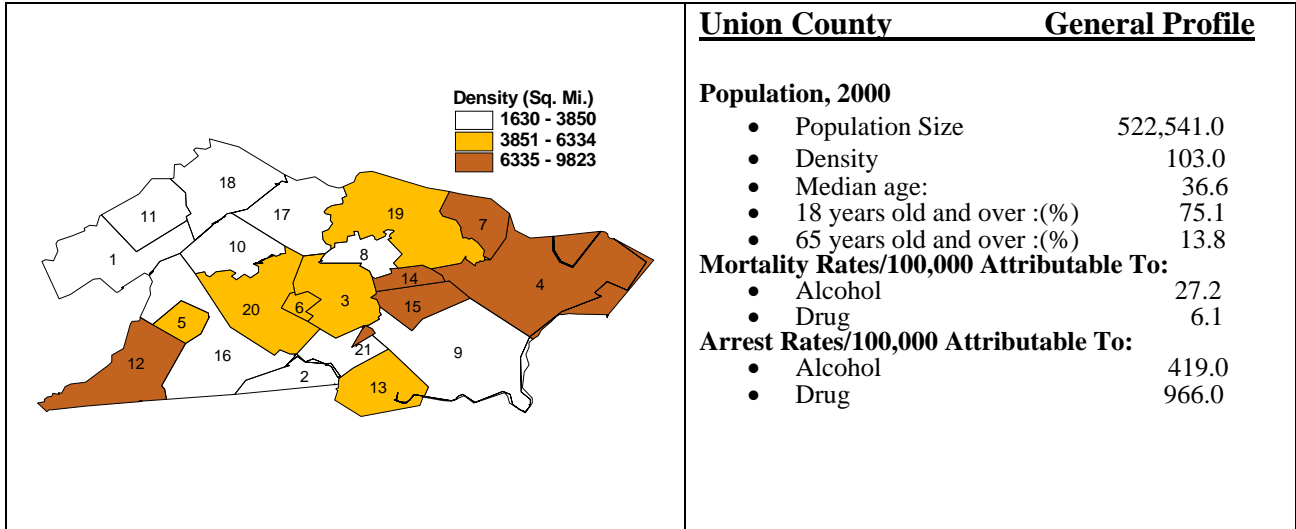 Density (Sq. Mi.)
1630 - 3850
3851 - 6334
6335 - 9823
18
11
17
19
7
1
10
8
4
14
20
6
3
15
5
12
16
21
9
2
13
Union County General Profile
Population, 2000
• Population Size 522,541.0
• Density 103.0
• Median age: 36.6
• 18 years old and over :(%) 75.1
• 65 years old and over :(%) 13.8
Mortality Rates/100,000 Attributable To:
• Alcohol 27.2
• Drug 6.1
Arrest Rates/100,000 Attributable To:
• Alcohol 419.0
• Drug 966.0